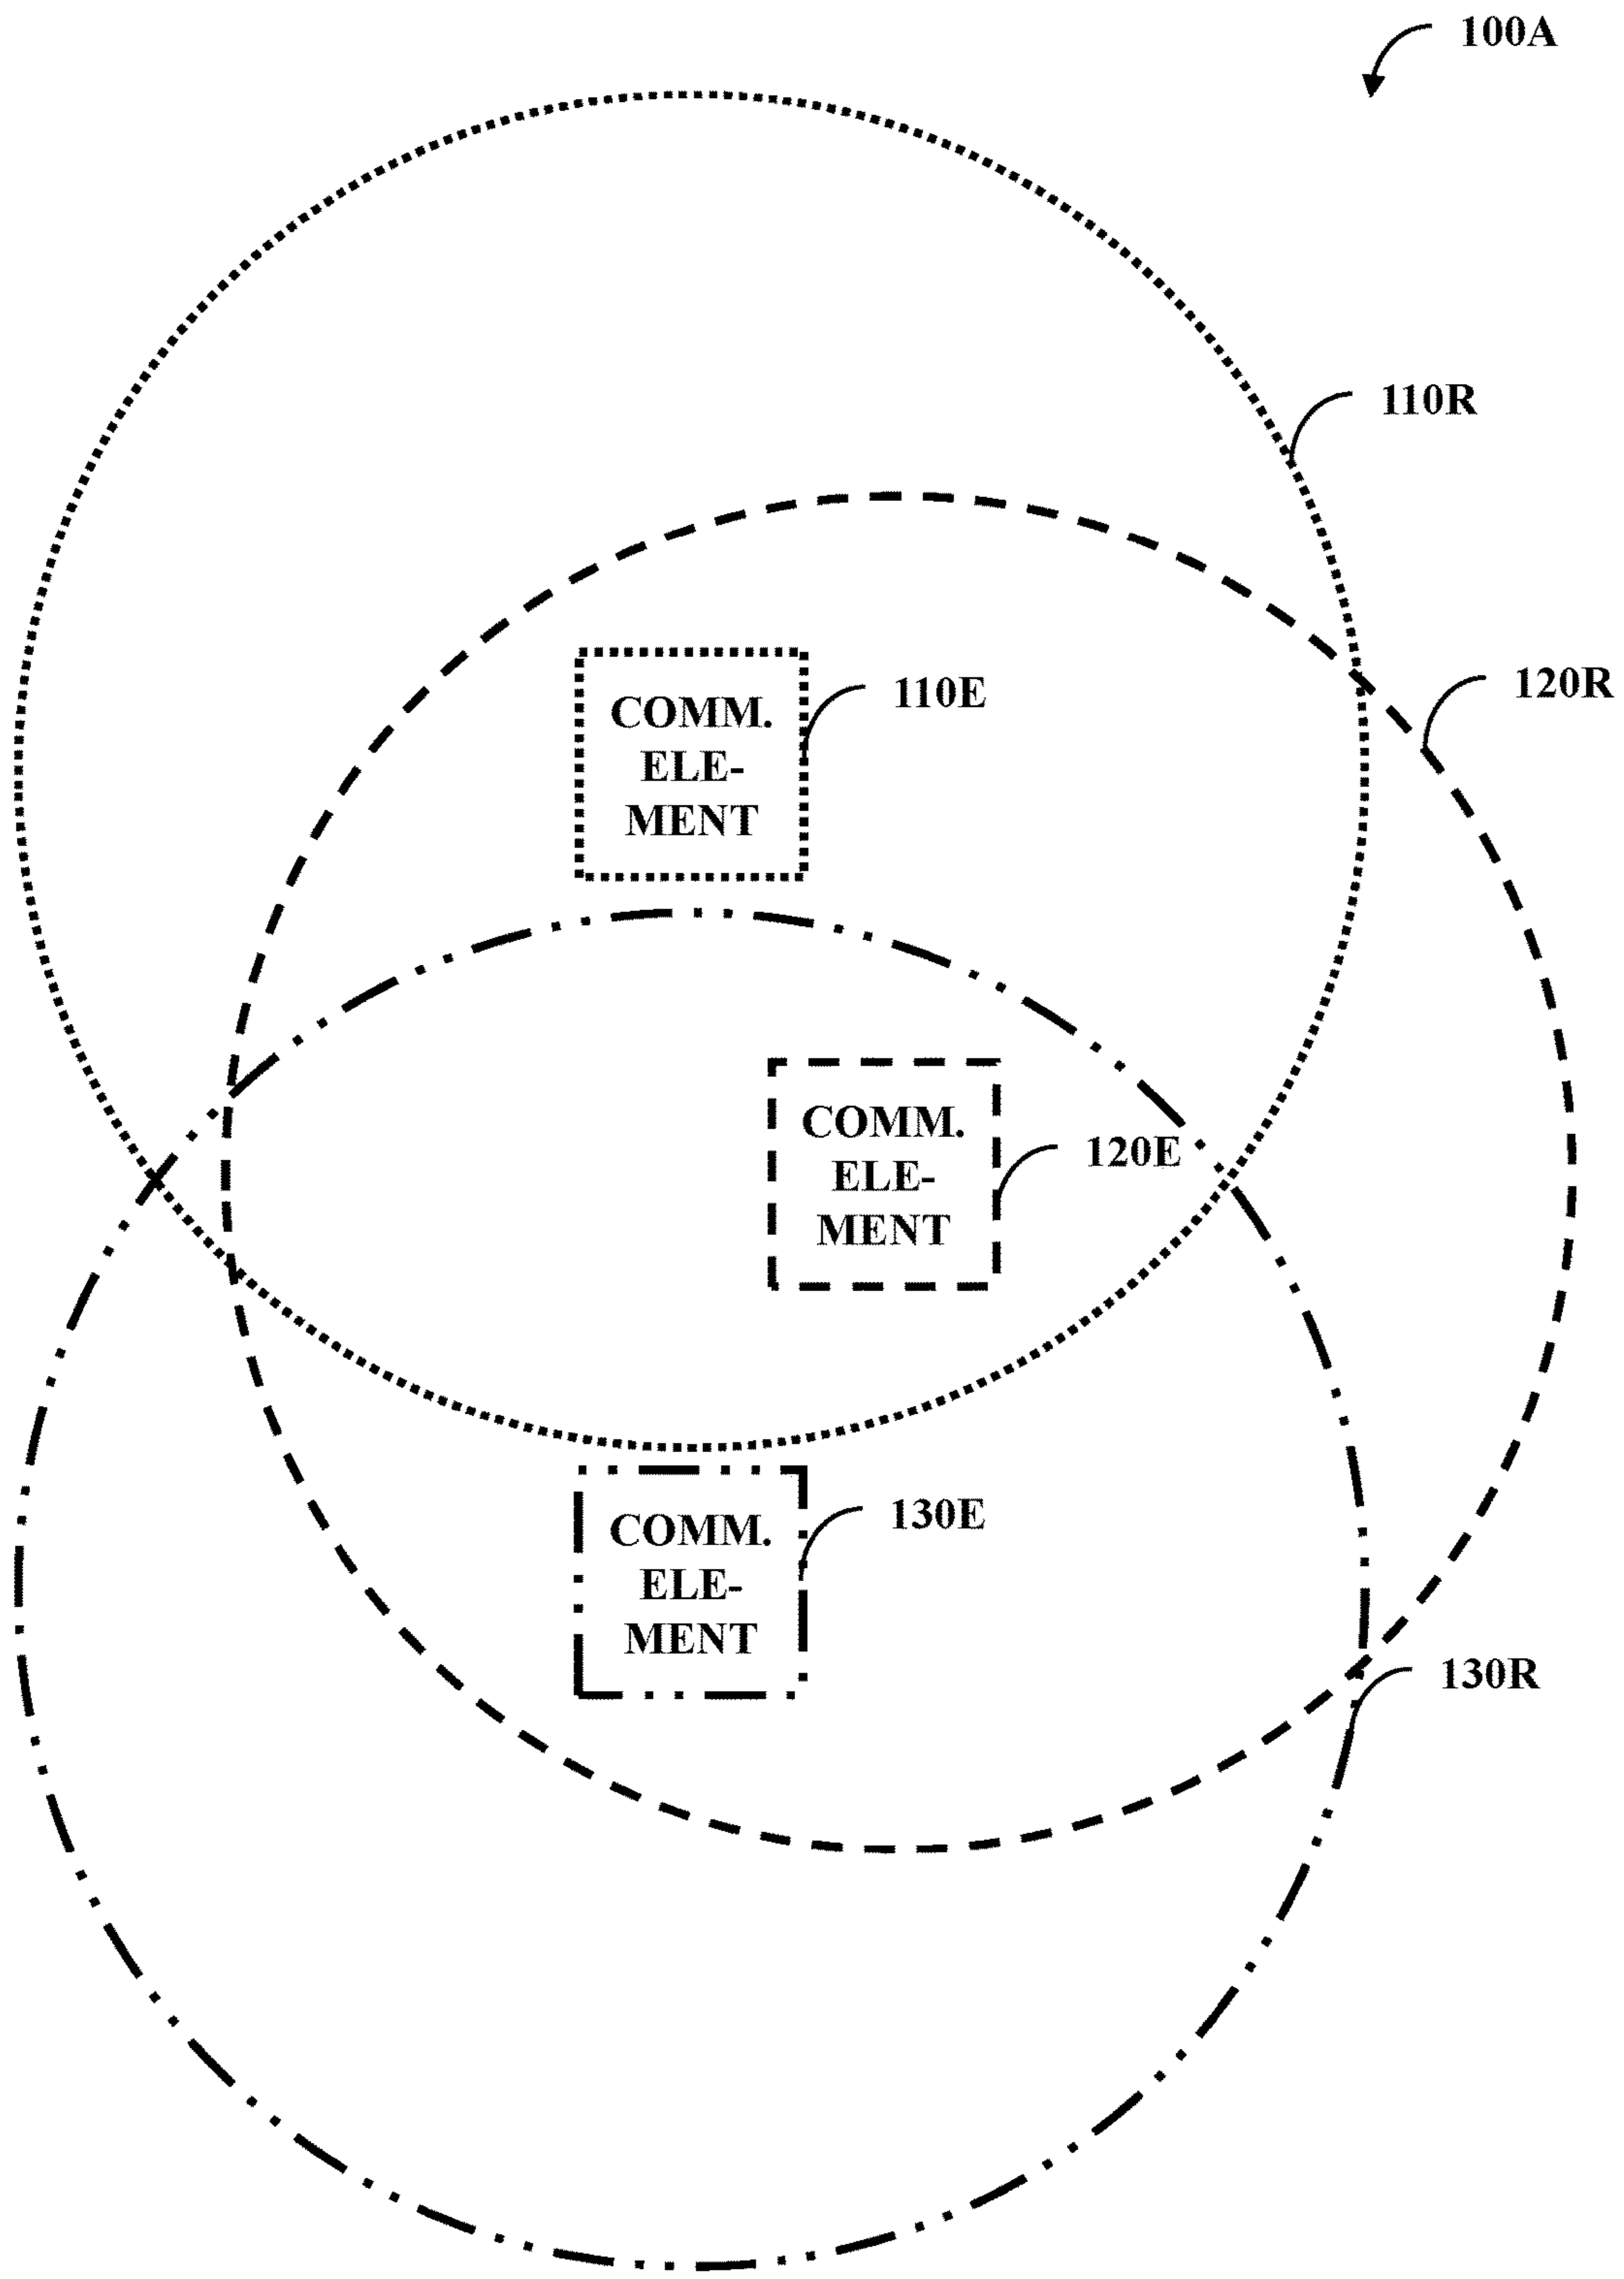 100A
110R
120R
110E
COMM.
ELE-
MENT
COMM.
ELE-
MENT
120E
130E
COMM.
ELE-
MENT
130R